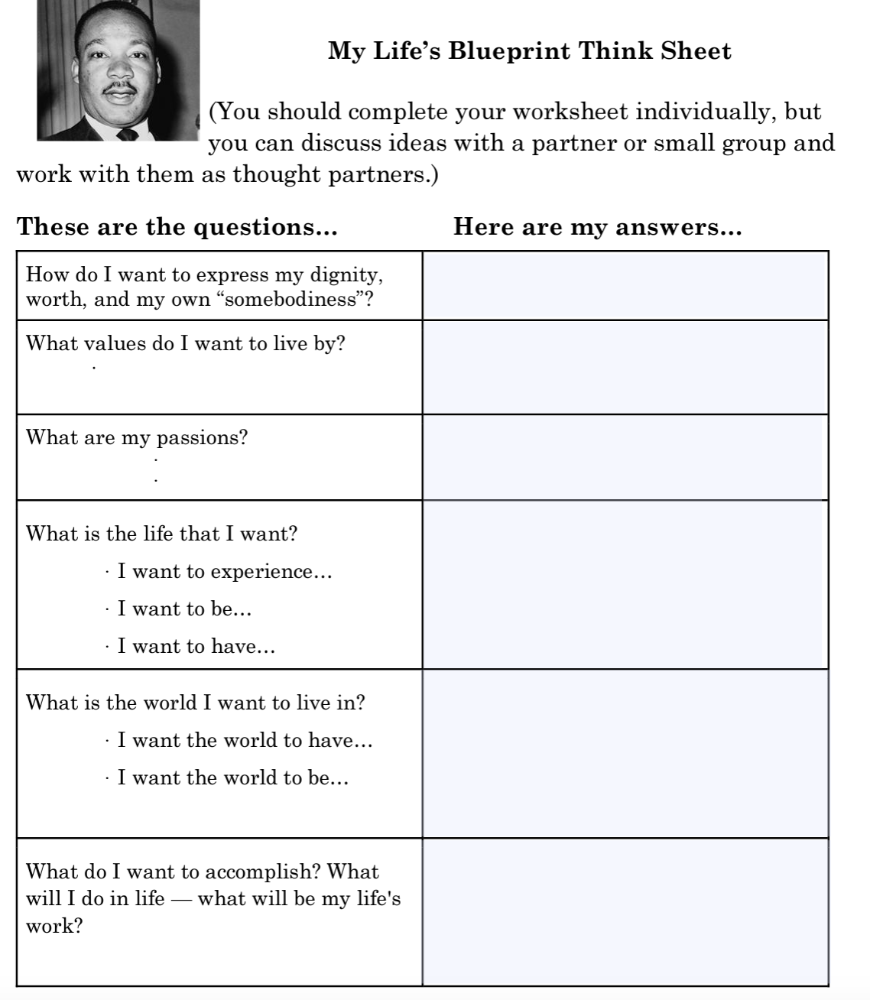 My Life’s Blueprint Think Sheet
(You should complete your worksheet individually, but
you can discuss ideas with a partner or small group and
work with them as thought partners.)
These are the questions…
Here are my answers…
How do I want to express my dignity,
worth, and my own “somebodiness”?
What values do I want to live by?
·
What are my passions?
·
·
What is the life that I want?
· I want to experience…
· I want to be…
· I want to have…
What is the world I want to live in?
· I want the world to have…
· I want the world to be…
What do I want to accomplish? What
will I do in life — what will be my life's
work?